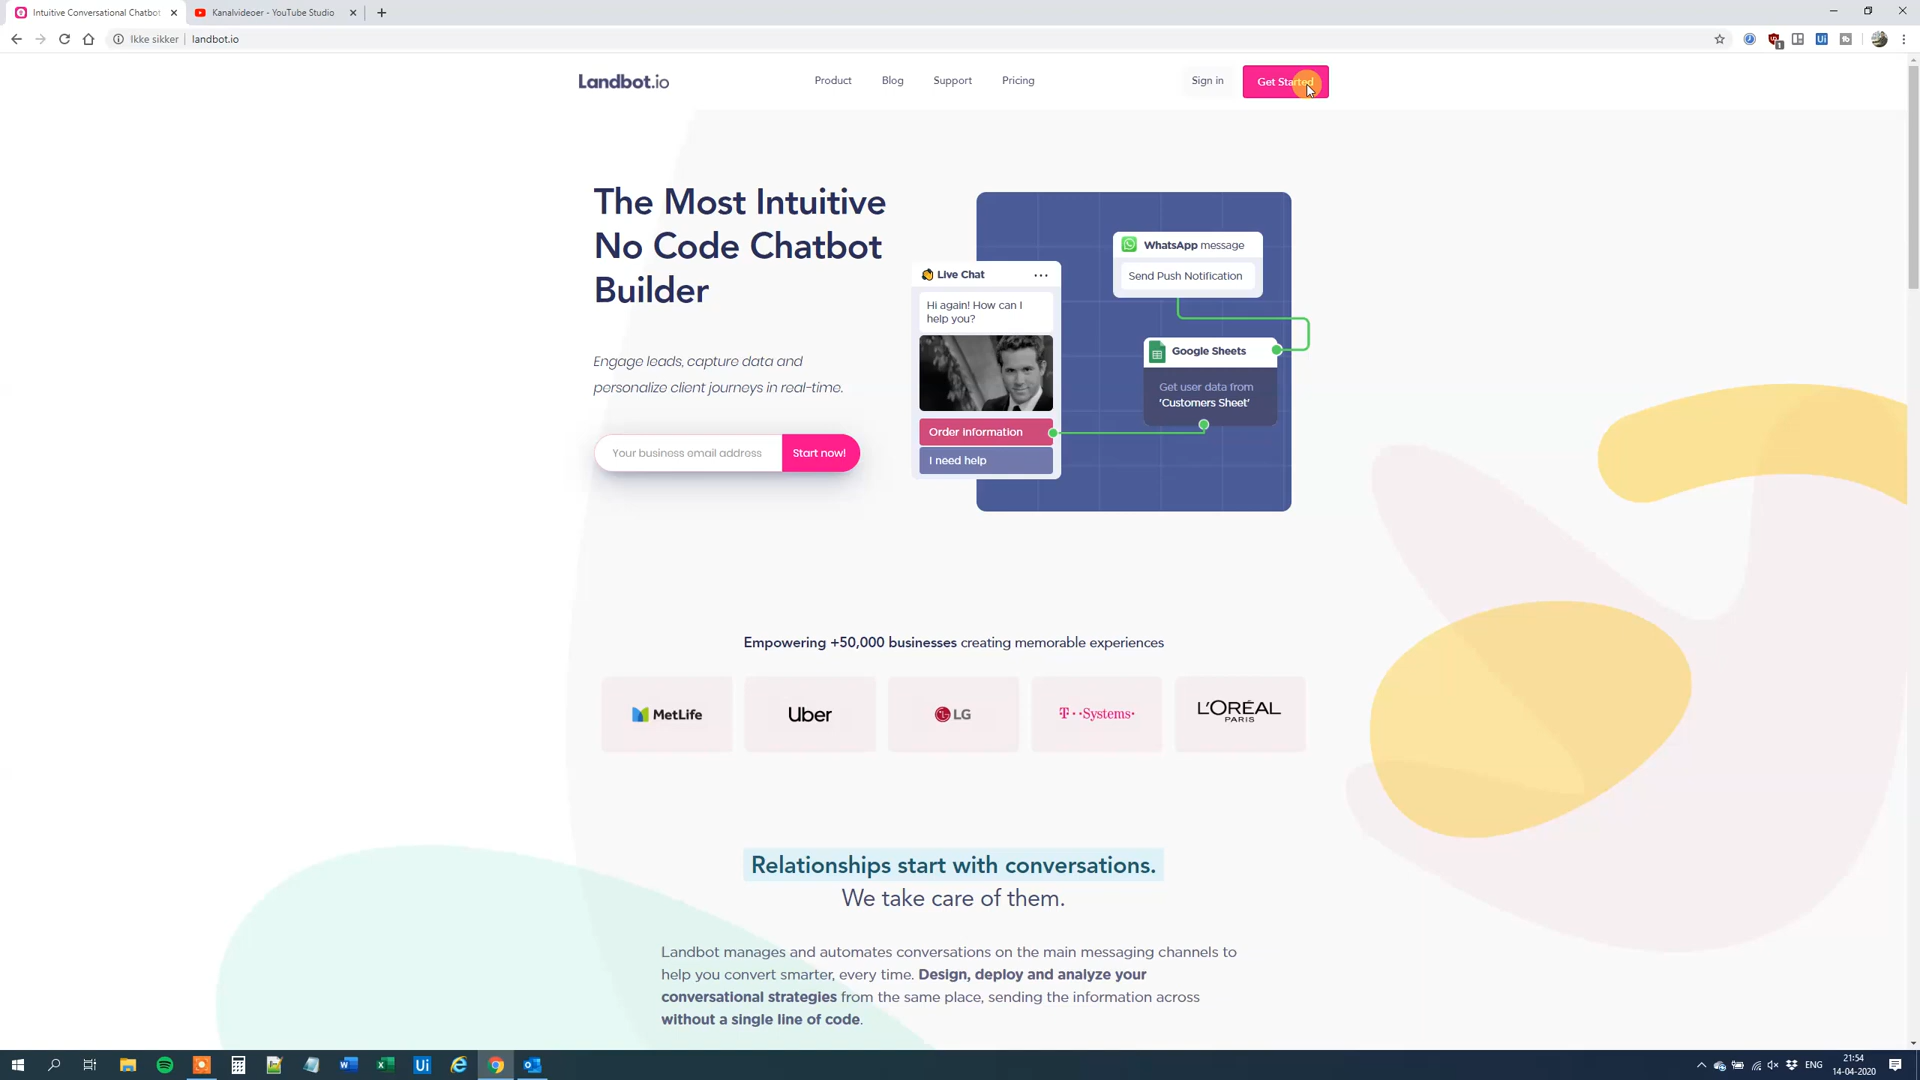 Intuitive Conversational Chatbot
Kanalvideoer - YouTube Studio
Ikke sikker
landbot.io
Landbot.io
Product
Blog
Support
Pricing
Sign in
Get Started
The Most Intuitive
No Code Chatbot
Builder
Engage leads, capture data and
personalize client journeys in real-time.
Your business email address
Start now!
Live Chat
Hi again! How can I
help you?
Order information
I need help
WhatsApp message
Send Push Notification
Google Sheets
Get user data from
'Customers Sheet'
Empowering +50,000 businesses creating memorable experiences
MetLife
Uber
LG
T··Systems·
L'ORÉAL
PARIS
Relationships start with conversations.
We take care of them.
Landbot manages and automates conversations on the main messaging channels to
help you convert smarter, every time. Design, deploy and analyze your
conversational strategies from the same place, sending the information across
without a single line of code.
ENG
21:54
14-04-2020